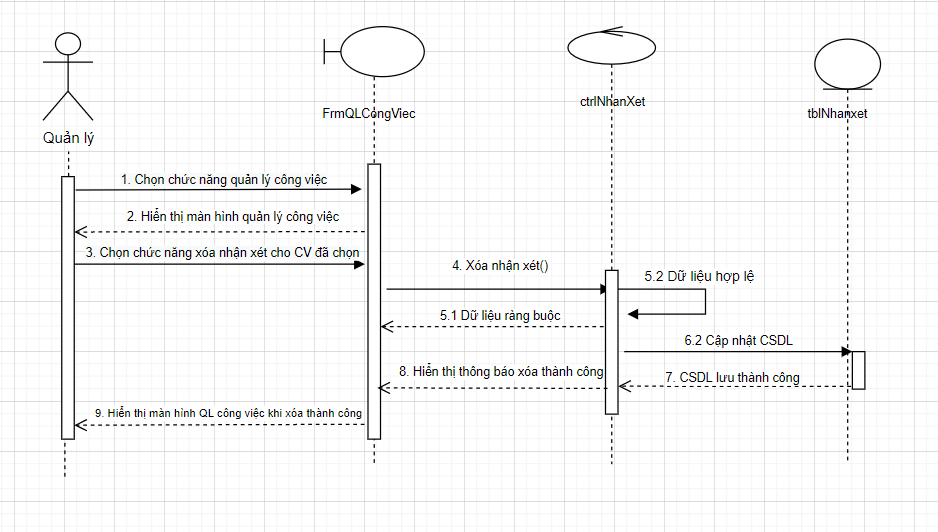 Quản lý
FrmQLCongViec
ctrlNhanXet
tblNhanxet
1. Chọn chức năng quản lý công việc
2. Hiển thị màn hình quản lý công việc
3. Chọn chức năng xóa nhận xét cho CV đã chọn
4. Xóa nhận xét()
5.2 Dữ liệu hợp lệ
5.1 Dữ liệu ràng buộc
6.2 Cập nhật CSDL
7. CSDL lưu thành công
8. Hiển thị thông báo xóa thành công
9. Hiển thị màn hình QL công việc khi xóa thành công